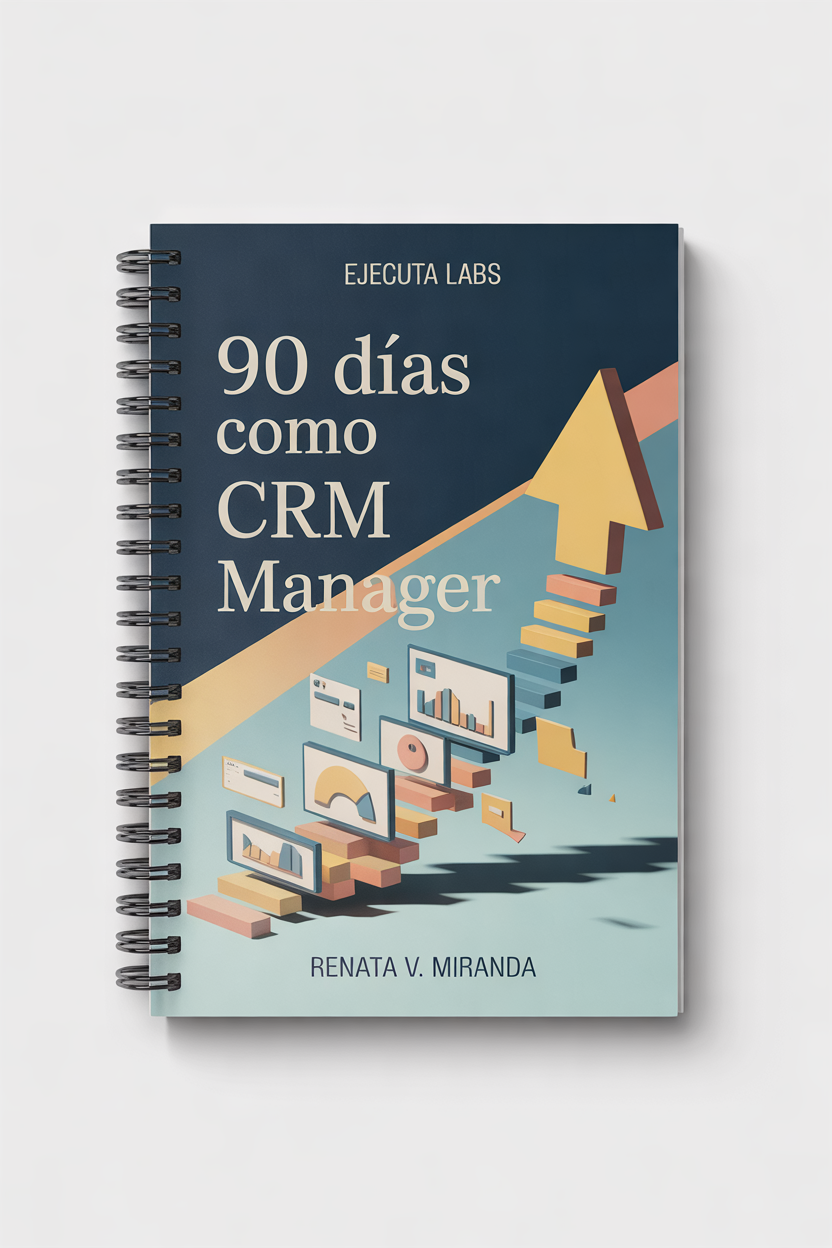 EJECUTA LABS
90 días
como
CRM
Manager
RENATA V. MIRANDA